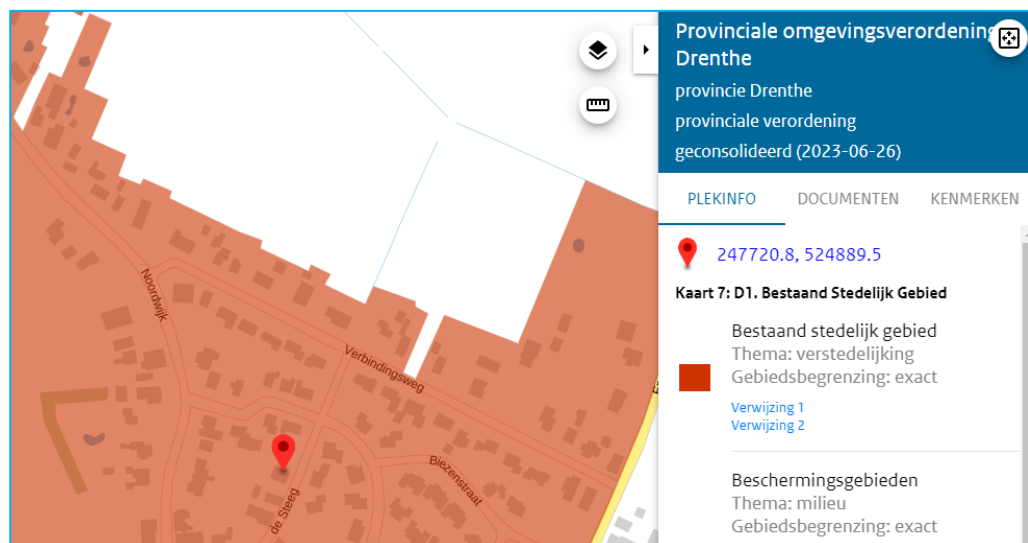 Provinciale omgevingsverordening
Drenthe
provincie Drenthe
provinciale verordening
geconsolideerd (2023-06-26)
PLEKINFO
DOCUMENTEN
KENMERKEN
247720.8, 524889.5
Kaart 7: D1. Bestaand Stedelijk Gebied
Bestaand stedelijk gebied
Thema: verstedelijking
Gebiedsbegrenzing: exact
Verwijzing 1
Verwijzing 2
Beschermingsgebieden
Thema: milieu
Gebiedsbegrenzing: exact
Noordwijk
Verbindingsweg
Biezenstraat
de Steeg